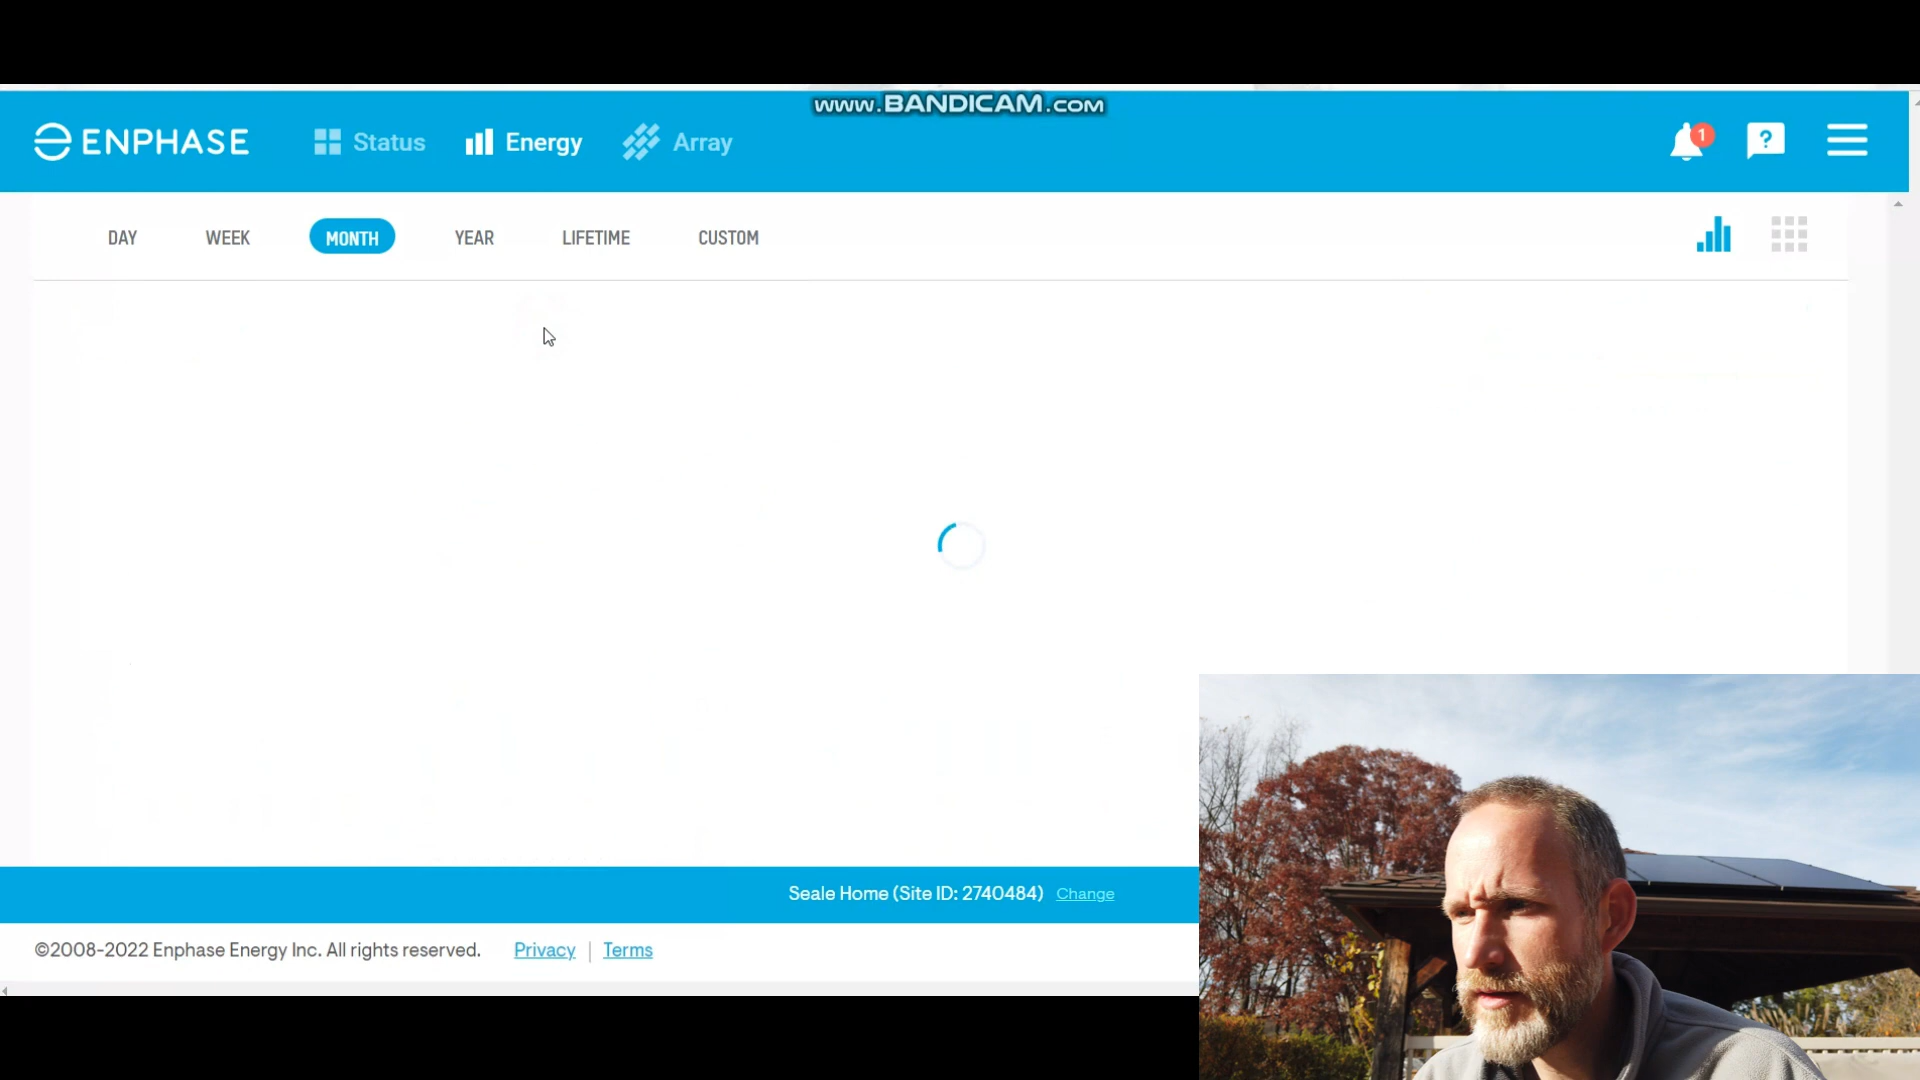 www.BANDICAM.com
ENPHASE Status Energy Array 1 ?
DAY WEEK MONTH YEAR LIFETIME CUSTOM
Seale Home (Site ID: 2740484) Change
©2008-2022 Enphase Energy Inc. All rights reserved. Privacy | Terms